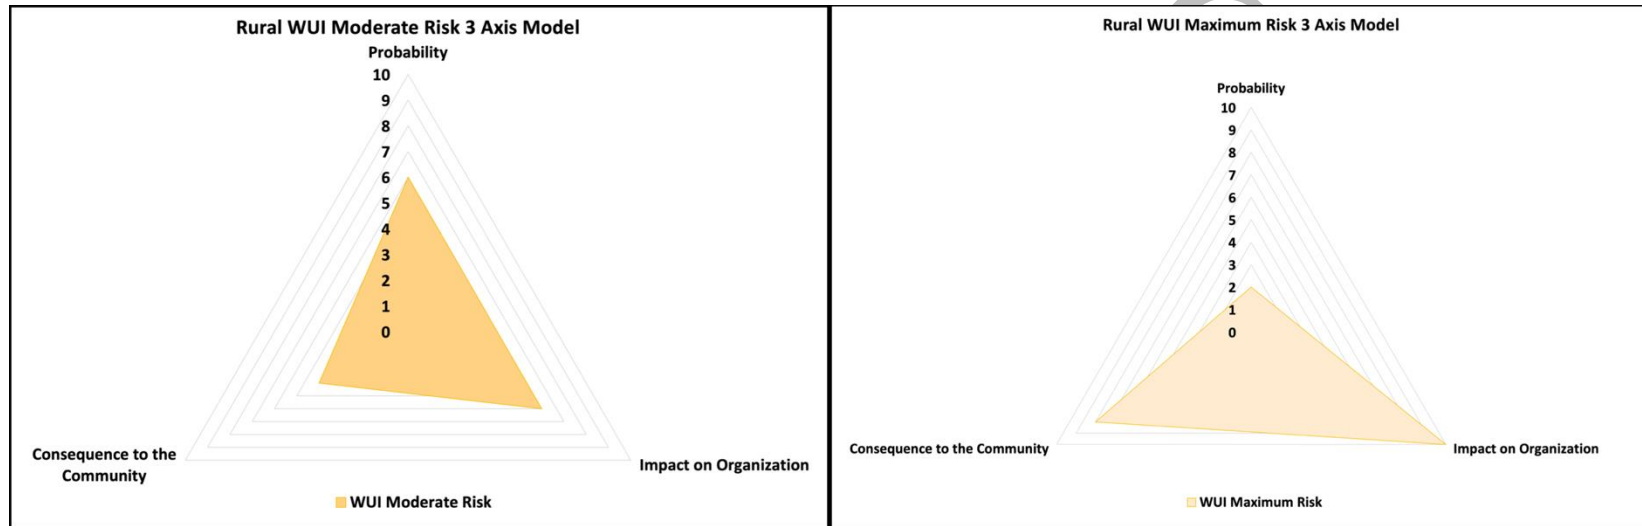 Rural WUI Moderate Risk 3 Axis Model
Probability
10
9
8
7
6
5
4
3
2
1
0
Consequence to the
Community
Impact on Organization
WUI Moderate Risk
Rural WUI Maximum Risk 3 Axis Model
Probability
10
9
8
7
6
5
4
3
2
1
0
Consequence to the Community
Impact on Organization
WUI Maximum Risk